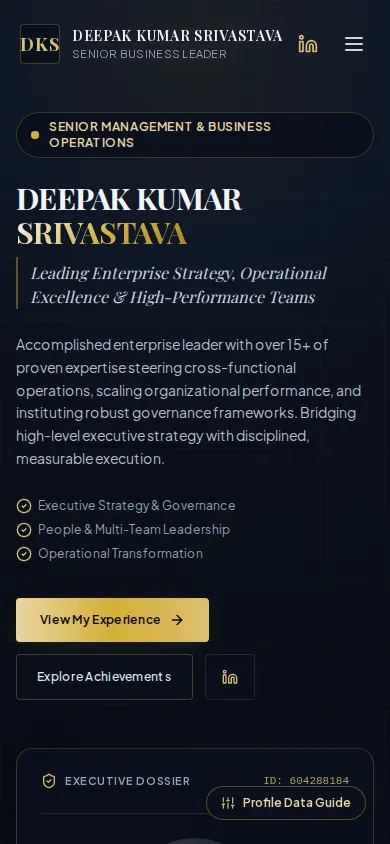 DKS
DEEPAK KUMAR SRIVASTAVA
SENIOR BUSINESS LEADER
SENIOR MANAGEMENT & BUSINESS
OPERATIONS
DEEPAK KUMAR
SRIVASTAVA
Leading Enterprise Strategy, Operational
Excellence & High-Performance Teams
Accomplished enterprise leader with over 15+ of
proven expertise steering cross-functional
operations, scaling organizational performance, and
instituting robust governance frameworks. Bridging
high-level executive strategy with disciplined,
measurable execution.
Executive Strategy & Governance
People & Multi-Team Leadership
Operational Transformation
View My Experience
Explore Achievements
EXECUTIVE DOSSIER
ID: 604288184
Profile Data Guide